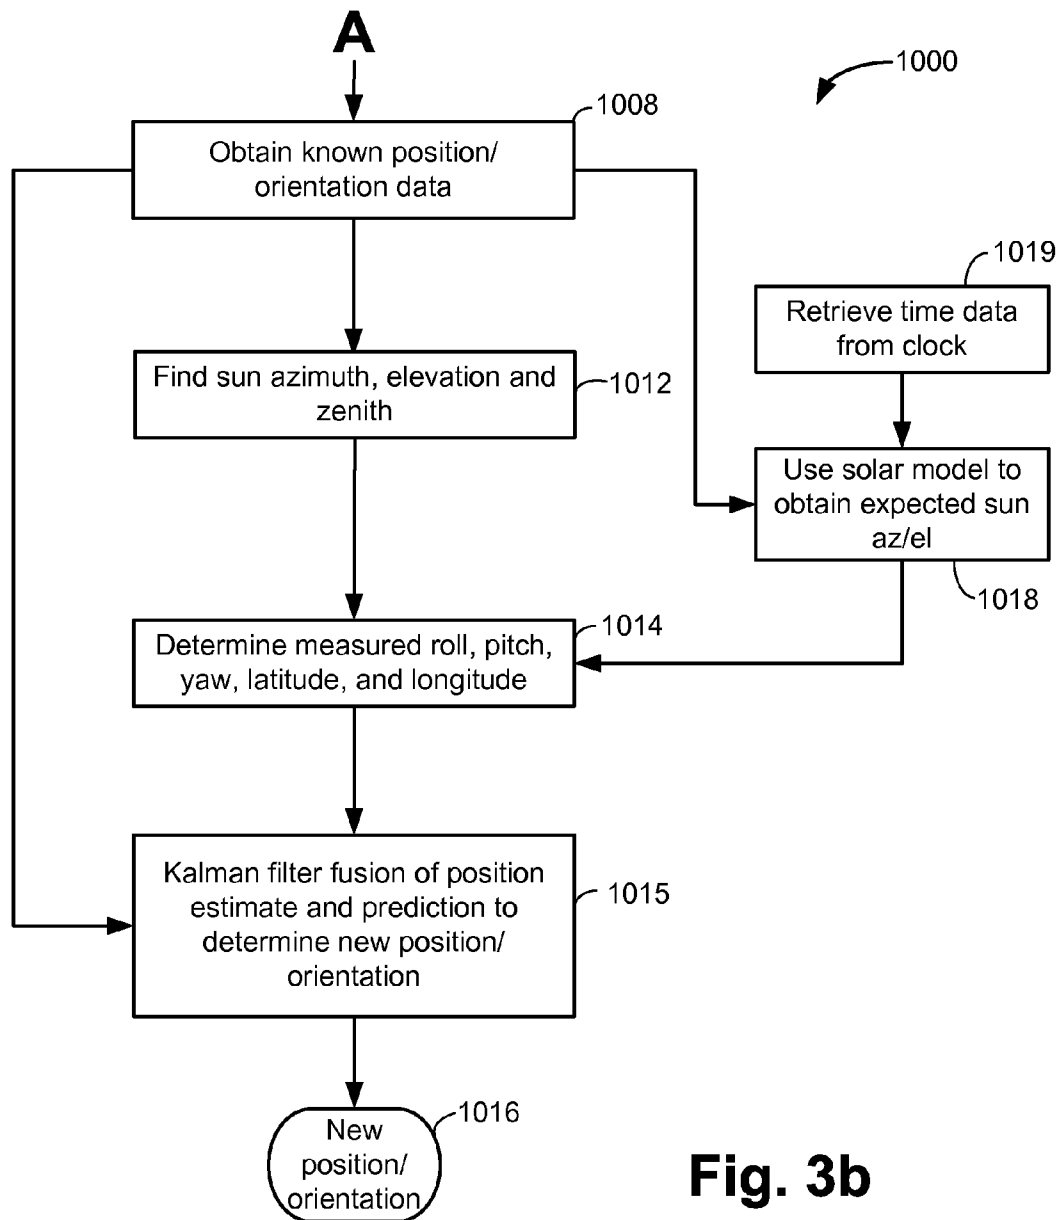 A
1000
1008
Obtain known position/
orientation data
1019
Retrieve time data
from clock
Find sun azimuth, elevation and
zenith
1012
Use solar model to
obtain expected sun
az/el
1018
1014
Determine measured roll, pitch,
yaw, latitude, and longitude
Kalman filter fusion of position
estimate and prediction to
determine new position/
orientation
1015
1016
New
position/
orientation
Fig. 3b